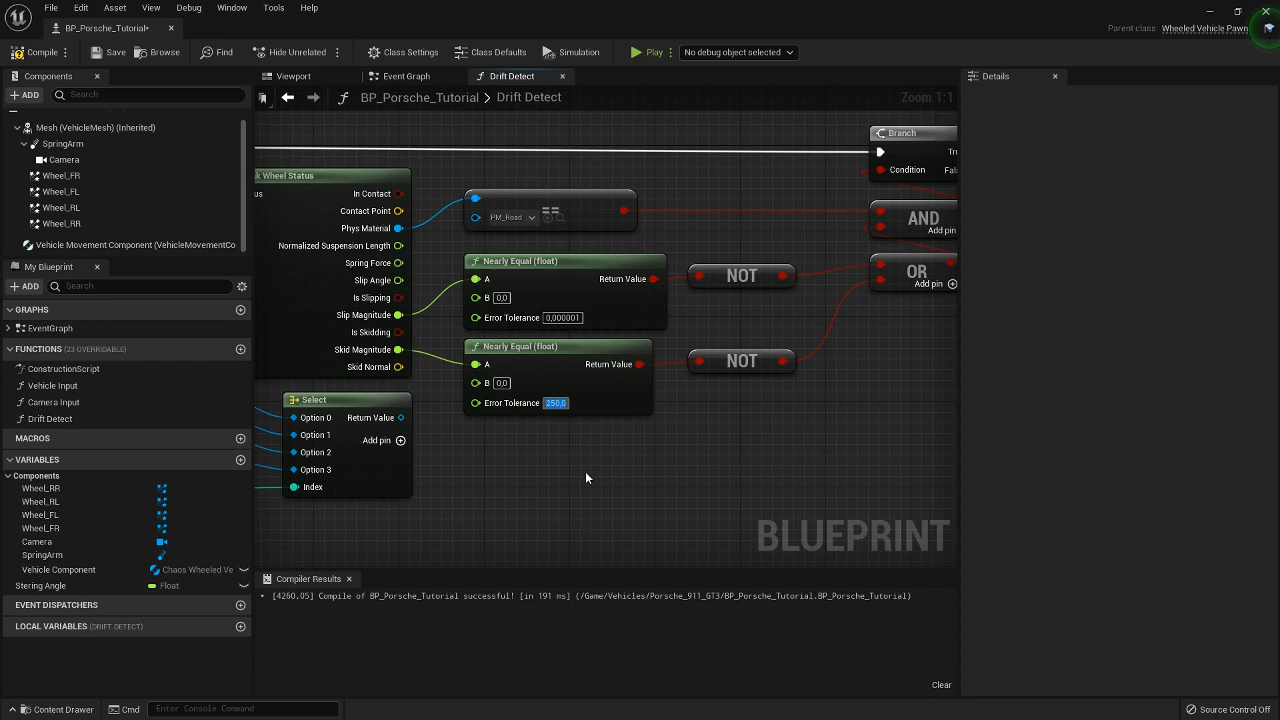 File Edit Asset View Debug Window Tools Help
BP_Porsche_Tutorial*
Parent class: Wheeled Vehicle Pawn
Compile Save Browse Find Hide Unrelated Class Settings Class Defaults Simulation Play No debug object selected
Components
Viewport Event Graph Drift Detect
Details
ADD Search
BP_Porsche_Tutorial > Drift Detect
Zoom 1:1
Mesh (VehicleMesh) (Inherited)
SpringArm
Camera
Wheel_FR
Wheel_FL
Wheel_RL
Wheel_RR
Vehicle Movement Component (VehicleMovementCo
My Blueprint
ADD Search
GRAPHS
EventGraph
FUNCTIONS (23 OVERRIDABLE)
ConstructionScript
Vehicle Input
Camera Input
Drift Detect
MACROS
VARIABLES
Components
Wheel_RR
Wheel_RL
Wheel_FL
Wheel_FR
Camera
SpringArm
Vehicle Component Chaos Wheeled Ve
Stering Angle Float
EVENT DISPATCHERS
LOCAL VARIABLES (DRIFT DETECT)
k Wheel Status
us
In Contact
Contact Point
Phys Material
Normalized Suspension Length
Spring Force
Slip Angle
Is Slipping
Slip Magnitude
Is Skidding
Skid Magnitude
Skid Normal
PM_Road ==
Nearly Equal (float)
A Return Value
B 0,0
Error Tolerance 0,000001
Nearly Equal (float)
A Return Value
B 0,0
Error Tolerance 250,0
NOT
NOT
Branch
Tru
Condition Fals
AND
Add pin
OR
Add pin
Select
Option 0 Return Value
Option 1 Add pin
Option 2
Option 3
Index
BLUEPRINT
Compiler Results
[4260,05] Compile of BP_Porsche_Tutorial successful! [in 191 ms] (/Game/Vehicles/Porsche_911_GT3/BP_Porsche_Tutorial.BP_Porsche_Tutorial)
Clear
Content Drawer Cmd Enter Console Command Source Control Off